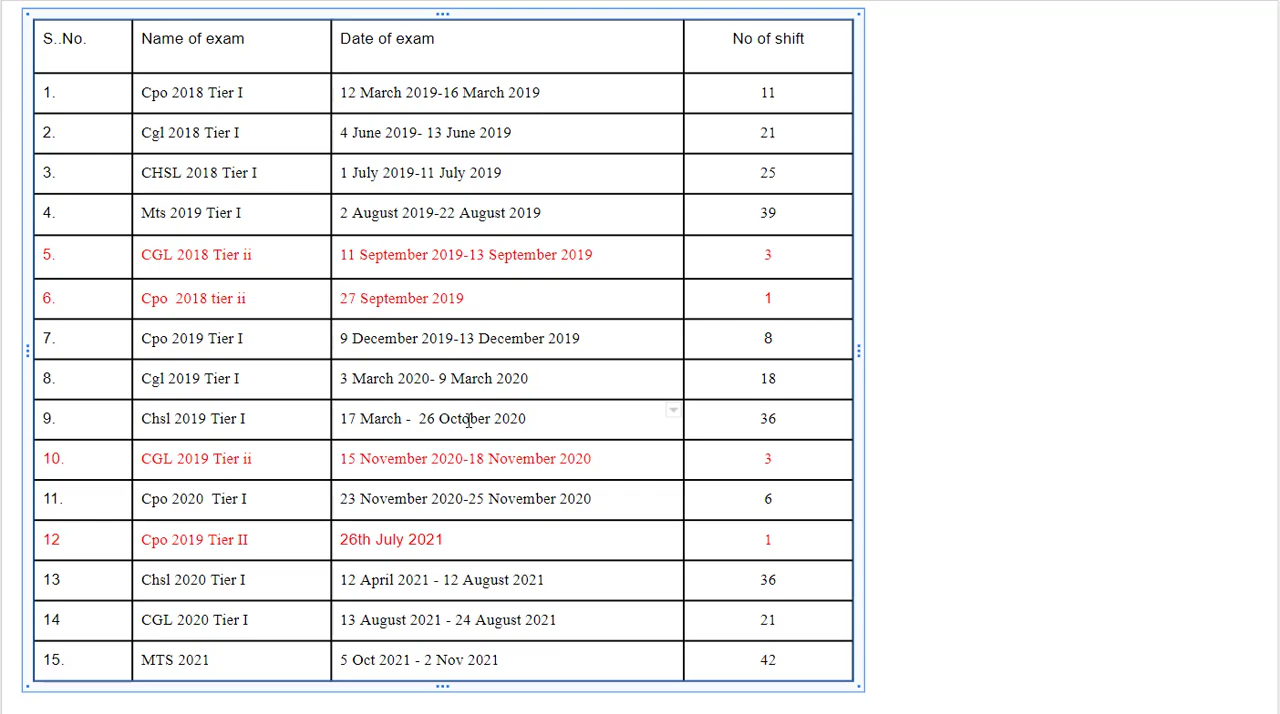 S..No. Name of exam Date of exam No of shift
1. Cpo 2018 Tier I 12 March 2019-16 March 2019 11
2. Cgl 2018 Tier I 4 June 2019- 13 June 2019 21
3. CHSL 2018 Tier I 1 July 2019-11 July 2019 25
4. Mts 2019 Tier I 2 August 2019-22 August 2019 39
5. CGL 2018 Tier ii 11 September 2019-13 September 2019 3
6. Cpo  2018 tier ii 27 September 2019 1
7. Cpo 2019 Tier I 9 December 2019-13 December 2019 8
8. Cgl 2019 Tier I 3 March 2020- 9 March 2020 18
9. Chsl 2019 Tier I 17 March -  26 October 2020 36
10. CGL 2019 Tier ii 15 November 2020-18 November 2020 3
11. Cpo 2020  Tier I 23 November 2020-25 November 2020 6
12 Cpo 2019 Tier II 26th July 2021 1
13 Chsl 2020 Tier I 12 April 2021 - 12 August 2021 36
14 CGL 2020 Tier I 13 August 2021 - 24 August 2021 21
15. MTS 2021 5 Oct 2021 - 2 Nov 2021 42